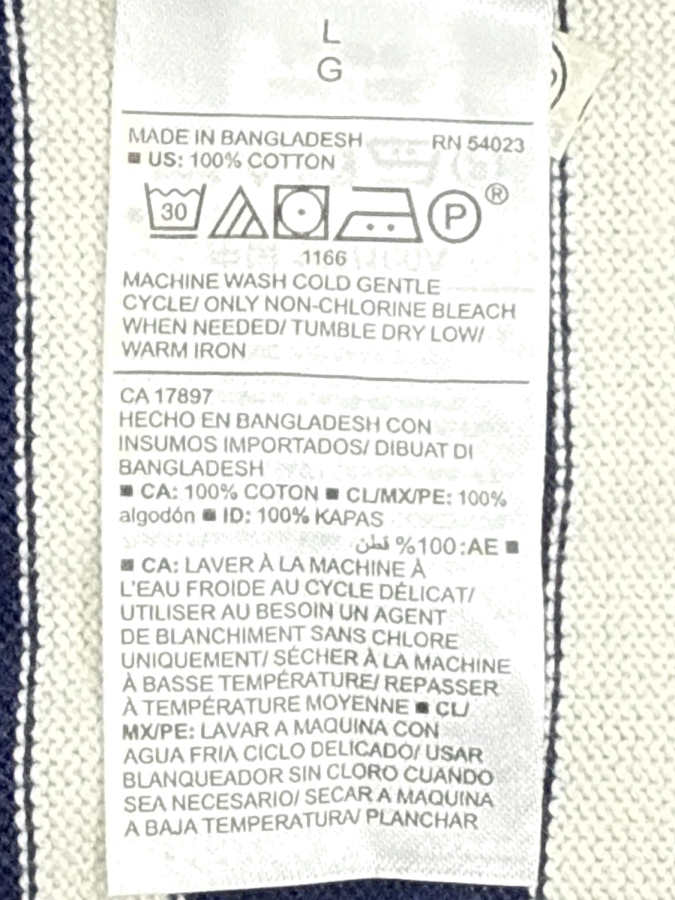 L
G
MADE IN BANGLADESH RN 54023
■ US: 100% COTTON
30 P ®
1166
MACHINE WASH COLD GENTLE
CYCLE/ ONLY NON-CHLORINE BLEACH
WHEN NEEDED/ TUMBLE DRY LOW/
WARM IRON
CA 17897
HECHO EN BANGLADESH CON
INSUMOS IMPORTADOS/ DIBUAT DI
BANGLADESH
■ CA: 100% COTON ■ CL/MX/PE: 100%
algodón ■ ID: 100% KAPAS
■ AE: 100% قطن
■ CA: LAVER À LA MACHINE À
L'EAU FROIDE AU CYCLE DÉLICAT/
UTILISER AU BESOIN UN AGENT
DE BLANCHIMENT SANS CHLORE
UNIQUEMENT/ SÉCHER À LA MACHINE
À BASSE TEMPÉRATURE/ REPASSER
À TEMPÉRATURE MOYENNE ■ CL/
MX/PE: LAVAR A MAQUINA CON
AGUA FRIA CICLO DELICADO/ USAR
BLANQUEADOR SIN CLORO CUANDO
SEA NECESARIO/ SECAR A MAQUINA
A BAJA TEMPERATURA/ PLANCHAR